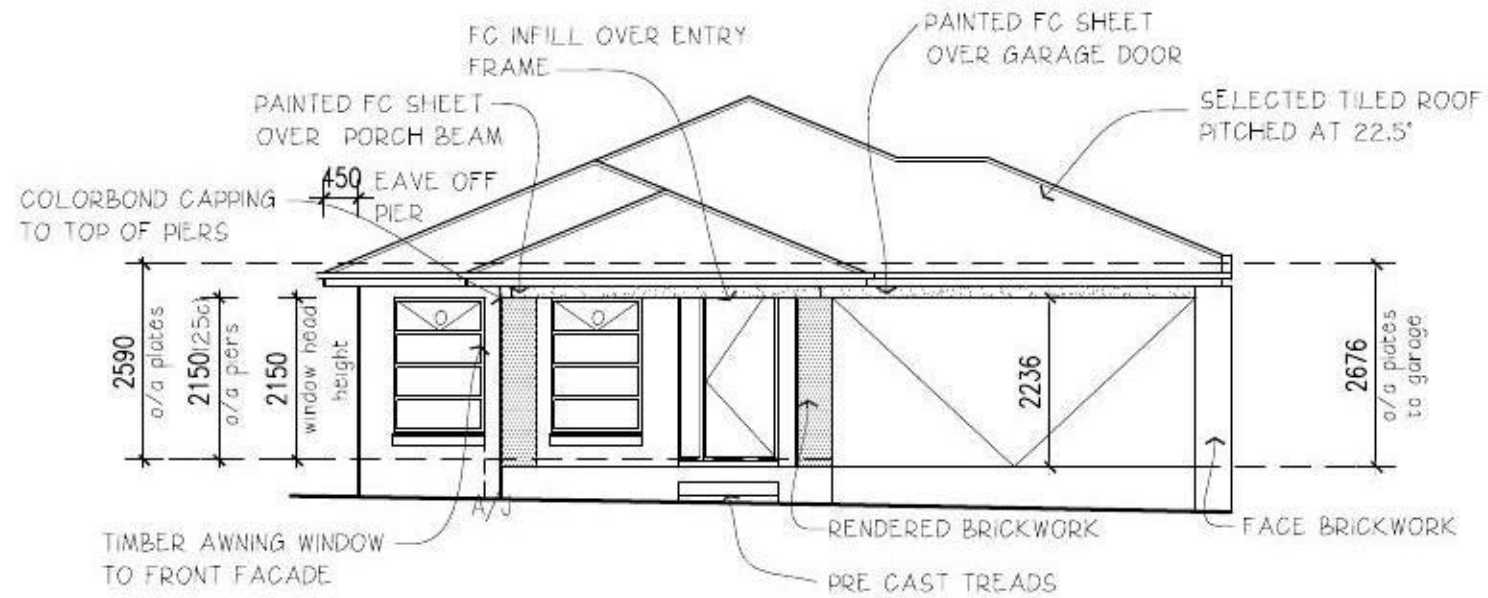 FC INFILL OVER ENTRY
FRAME
PAINTED FC SHEET
OVER GARAGE DOOR
PAINTED FC SHEET
OVER PORCH BEAM
SELECTED TILED ROOF
PITCHED AT 22.5°
450 EAVE OFF
PIER
COLORBOND CAPPING
TO TOP OF PIERS
2590
o/a plates
2150(25c)
o/a piers
2150
window head
height
O
O
2236
2676
o/a plates
to garage
A/J
TIMBER AWNING WINDOW
TO FRONT FACADE
RENDERED BRICKWORK
FACE BRICKWORK
PRE CAST TREADS